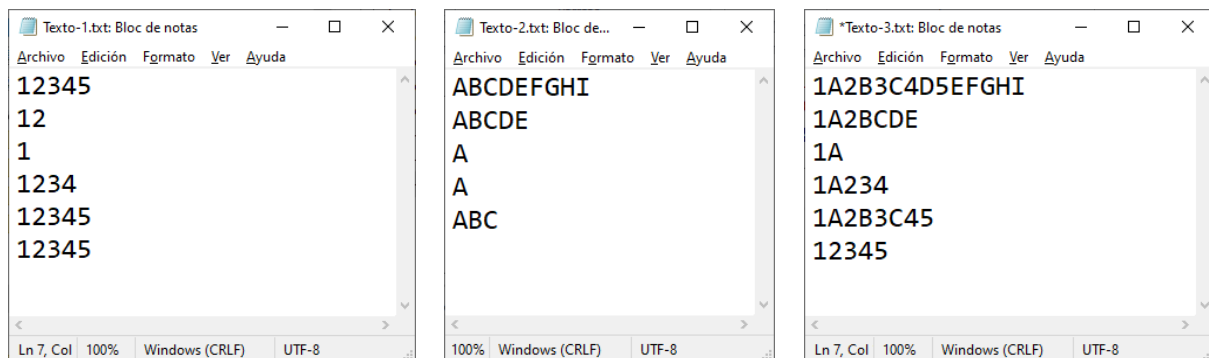 Texto-1.txt: Bloc de notas
Archivo Edición Formato Ver Ayuda
12345
12
1
1234
12345
12345
Ln 7, Col 100% Windows (CRLF) UTF-8
Texto-2.txt: Bloc de...
Archivo Edición Formato Ver Ayuda
ABCDEFGHI
ABCDE
A
A
ABC
100% Windows (CRLF) UTF-8
*Texto-3.txt: Bloc de notas
Archivo Edición Formato Ver Ayuda
1A2B3C4D5EFGHI
1A2BCDE
1A
1A234
1A2B3C45
12345
Ln 7, Col 100% Windows (CRLF) UTF-8